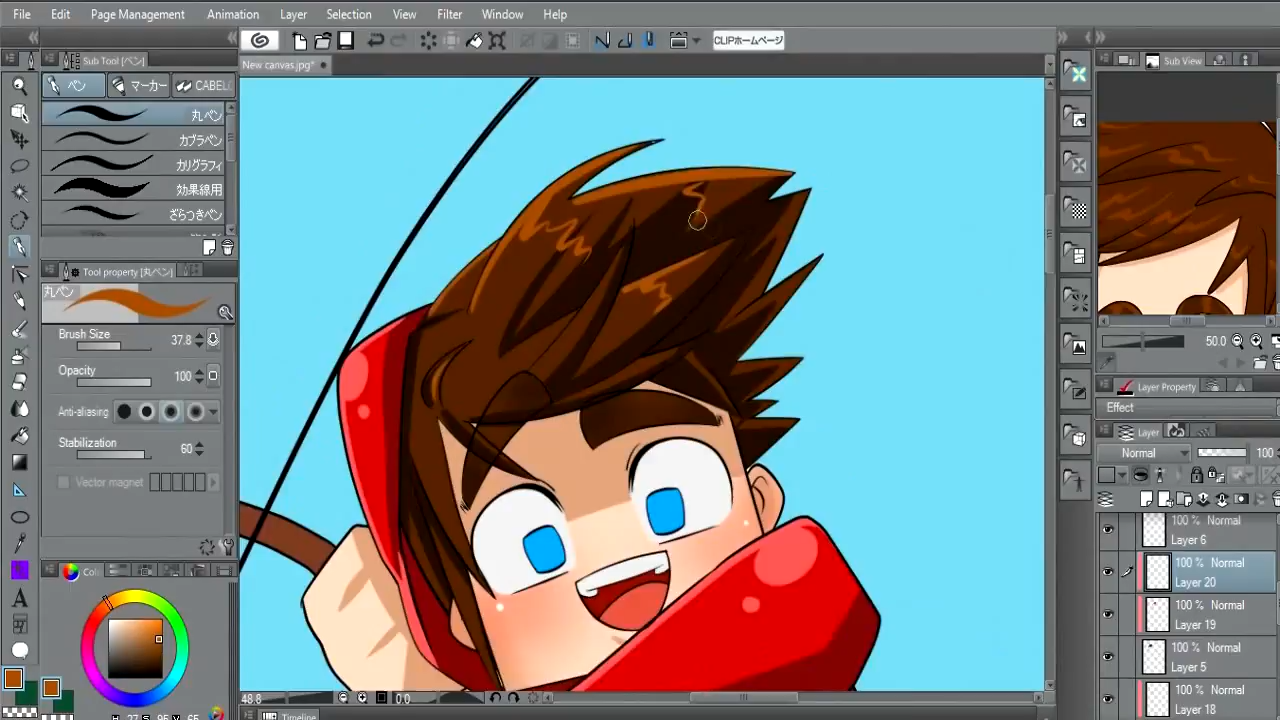 File Edit Page Management Animation Layer Selection View Filter Window Help
CLIPホームページ
Sub Tool [ペン]
New canvas.jpg*
Sub View
ペン マーカー CABEL
丸ペン
カブラペン
カリグラフィ
効果線用
ざらつきペン
Tool property [丸ペン]
丸ペン
Brush Size 37.8
Opacity 100
Anti-aliasing
Stabilization 60
Vector magnet
50.0
Layer Property
Effect
Layer
Normal 100
100 % Normal
Layer 6
100 % Normal
Layer 20
100 % Normal
Layer 19
100 % Normal
Layer 5
100 % Normal
Layer 18
48.8 0.0
Timeline